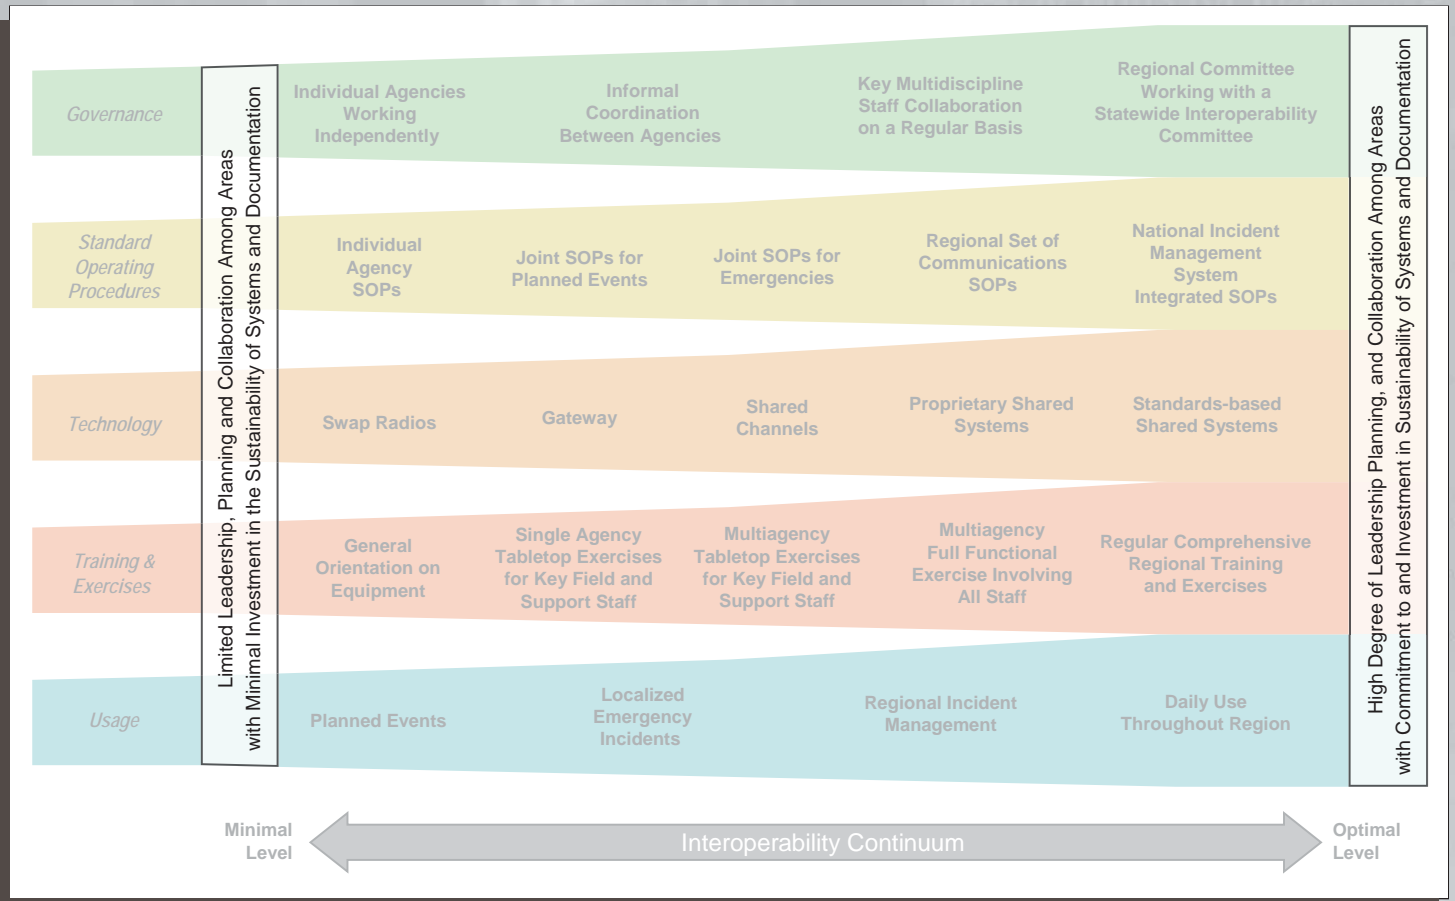 Governance
Limited Leadership, Planning and Collaboration Among Areas
with Minimal Investment in the Sustainability of Systems and Documentation
Individual Agencies
Working
Independently
Informal
Coordination
Between Agencies
Key Multidiscipline
Staff Collaboration
on a Regular Basis
Regional Committee
Working with a
Statewide Interoperability
Committee
High Degree of Leadership Planning, and Collaboration Among Areas
with Commitment to and Investment in Sustainability of Systems and Documentation
Standard
Operating
Procedures
Individual
Agency
SOPs
Joint SOPs for
Planned Events
Joint SOPs for
Emergencies
Regional Set of
Communications
SOPs
National Incident
Management
System
Integrated SOPs
Technology
Swap Radios
Gateway
Shared
Channels
Proprietary Shared
Systems
Standards-based
Shared Systems
Training &
Exercises
General
Orientation on
Equipment
Single Agency
Tabletop Exercises
for Key Field and
Support Staff
Multiagency
Tabletop Exercises
for Key Field and
Support Staff
Multiagency
Full Functional
Exercise Involving
All Staff
Regular Comprehensive
Regional Training
and Exercises
Usage
Planned Events
Localized
Emergency
Incidents
Regional Incident
Management
Daily Use
Throughout Region
Minimal
Level
Interoperability Continuum
Optimal
Level